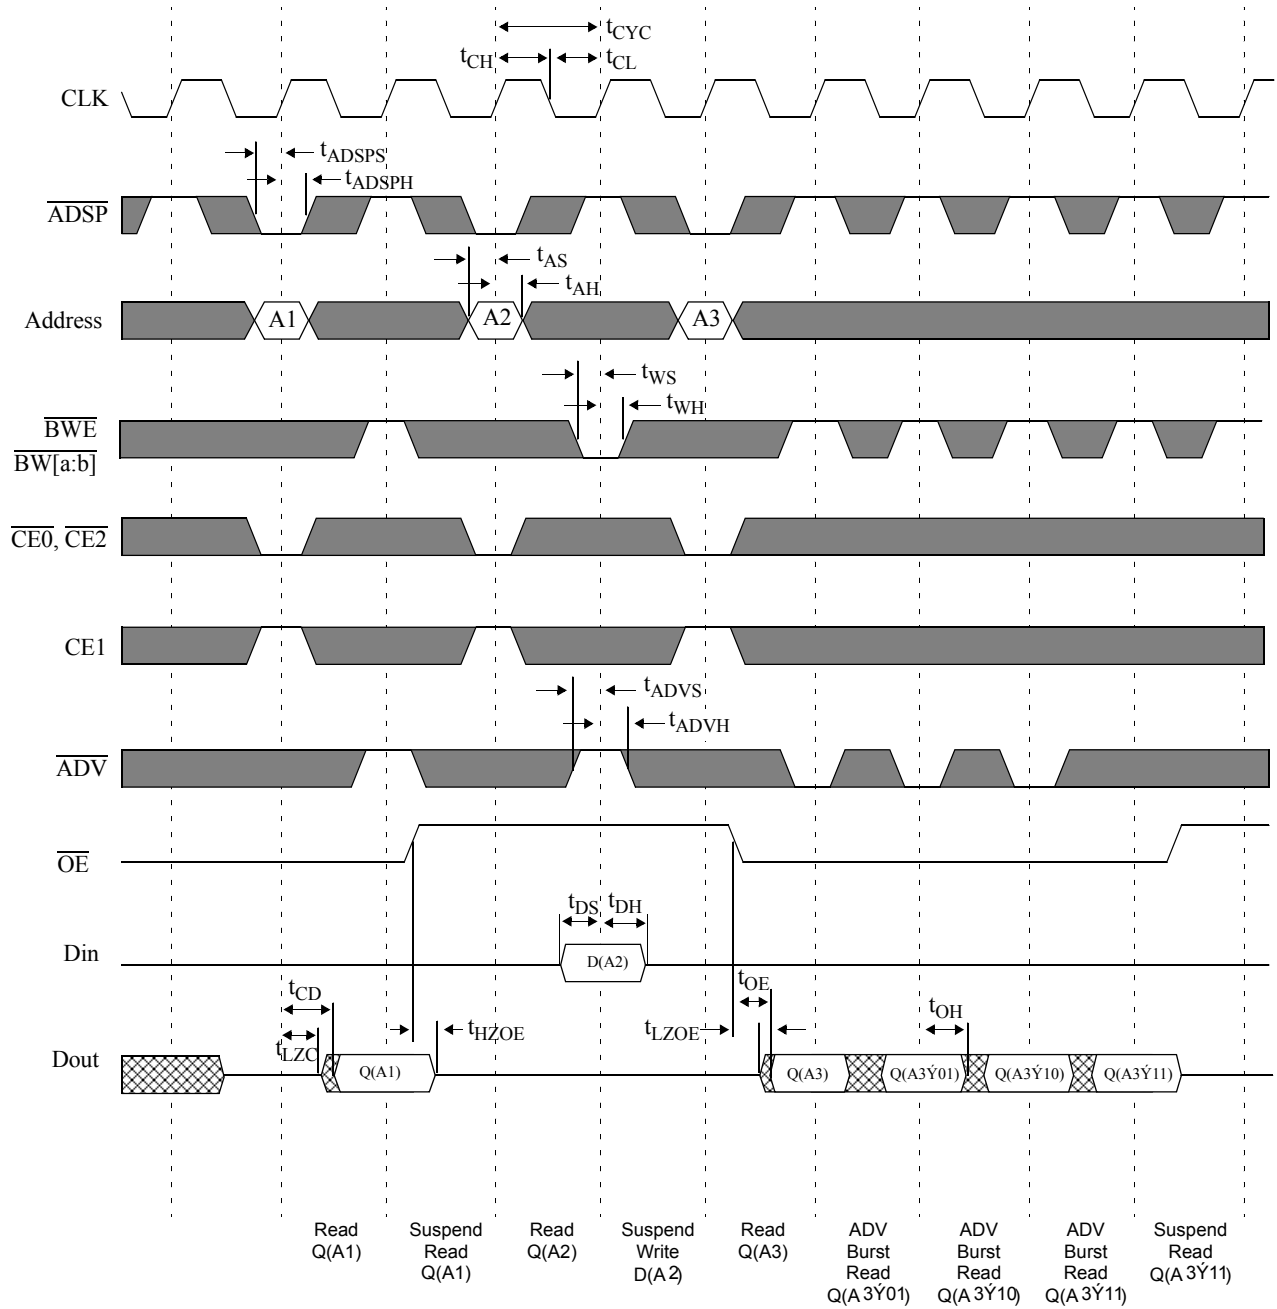 tCYC
tCH
tCL
CLK
tADSPS
tADSPH
ADSP
tAS
tAH
Address
A1
A2
A3
tWS
tWH
BWE
BW[a:b]
CE0, CE2
CE1
tADVS
tADVH
ADV
OE
tDS
tDH
Din
D(A2)
tCD
tOE
tOH
tLZC
tHZOE
tLZOE
Dout
Q(A1)
Q(A3)
Q(A3Ý01)
Q(A3Ý10)
Q(A3Ý11)
Read
Q(A1)
Suspend
Read
Q(A1)
Read
Q(A2)
Suspend
Write
D(A2)
Read
Q(A3)
ADV
Burst
Read
Q(A3Ý01)
ADV
Burst
Read
Q(A3Ý10)
ADV
Burst
Read
Q(A3Ý11)
Suspend
Read
Q(A3Ý11)